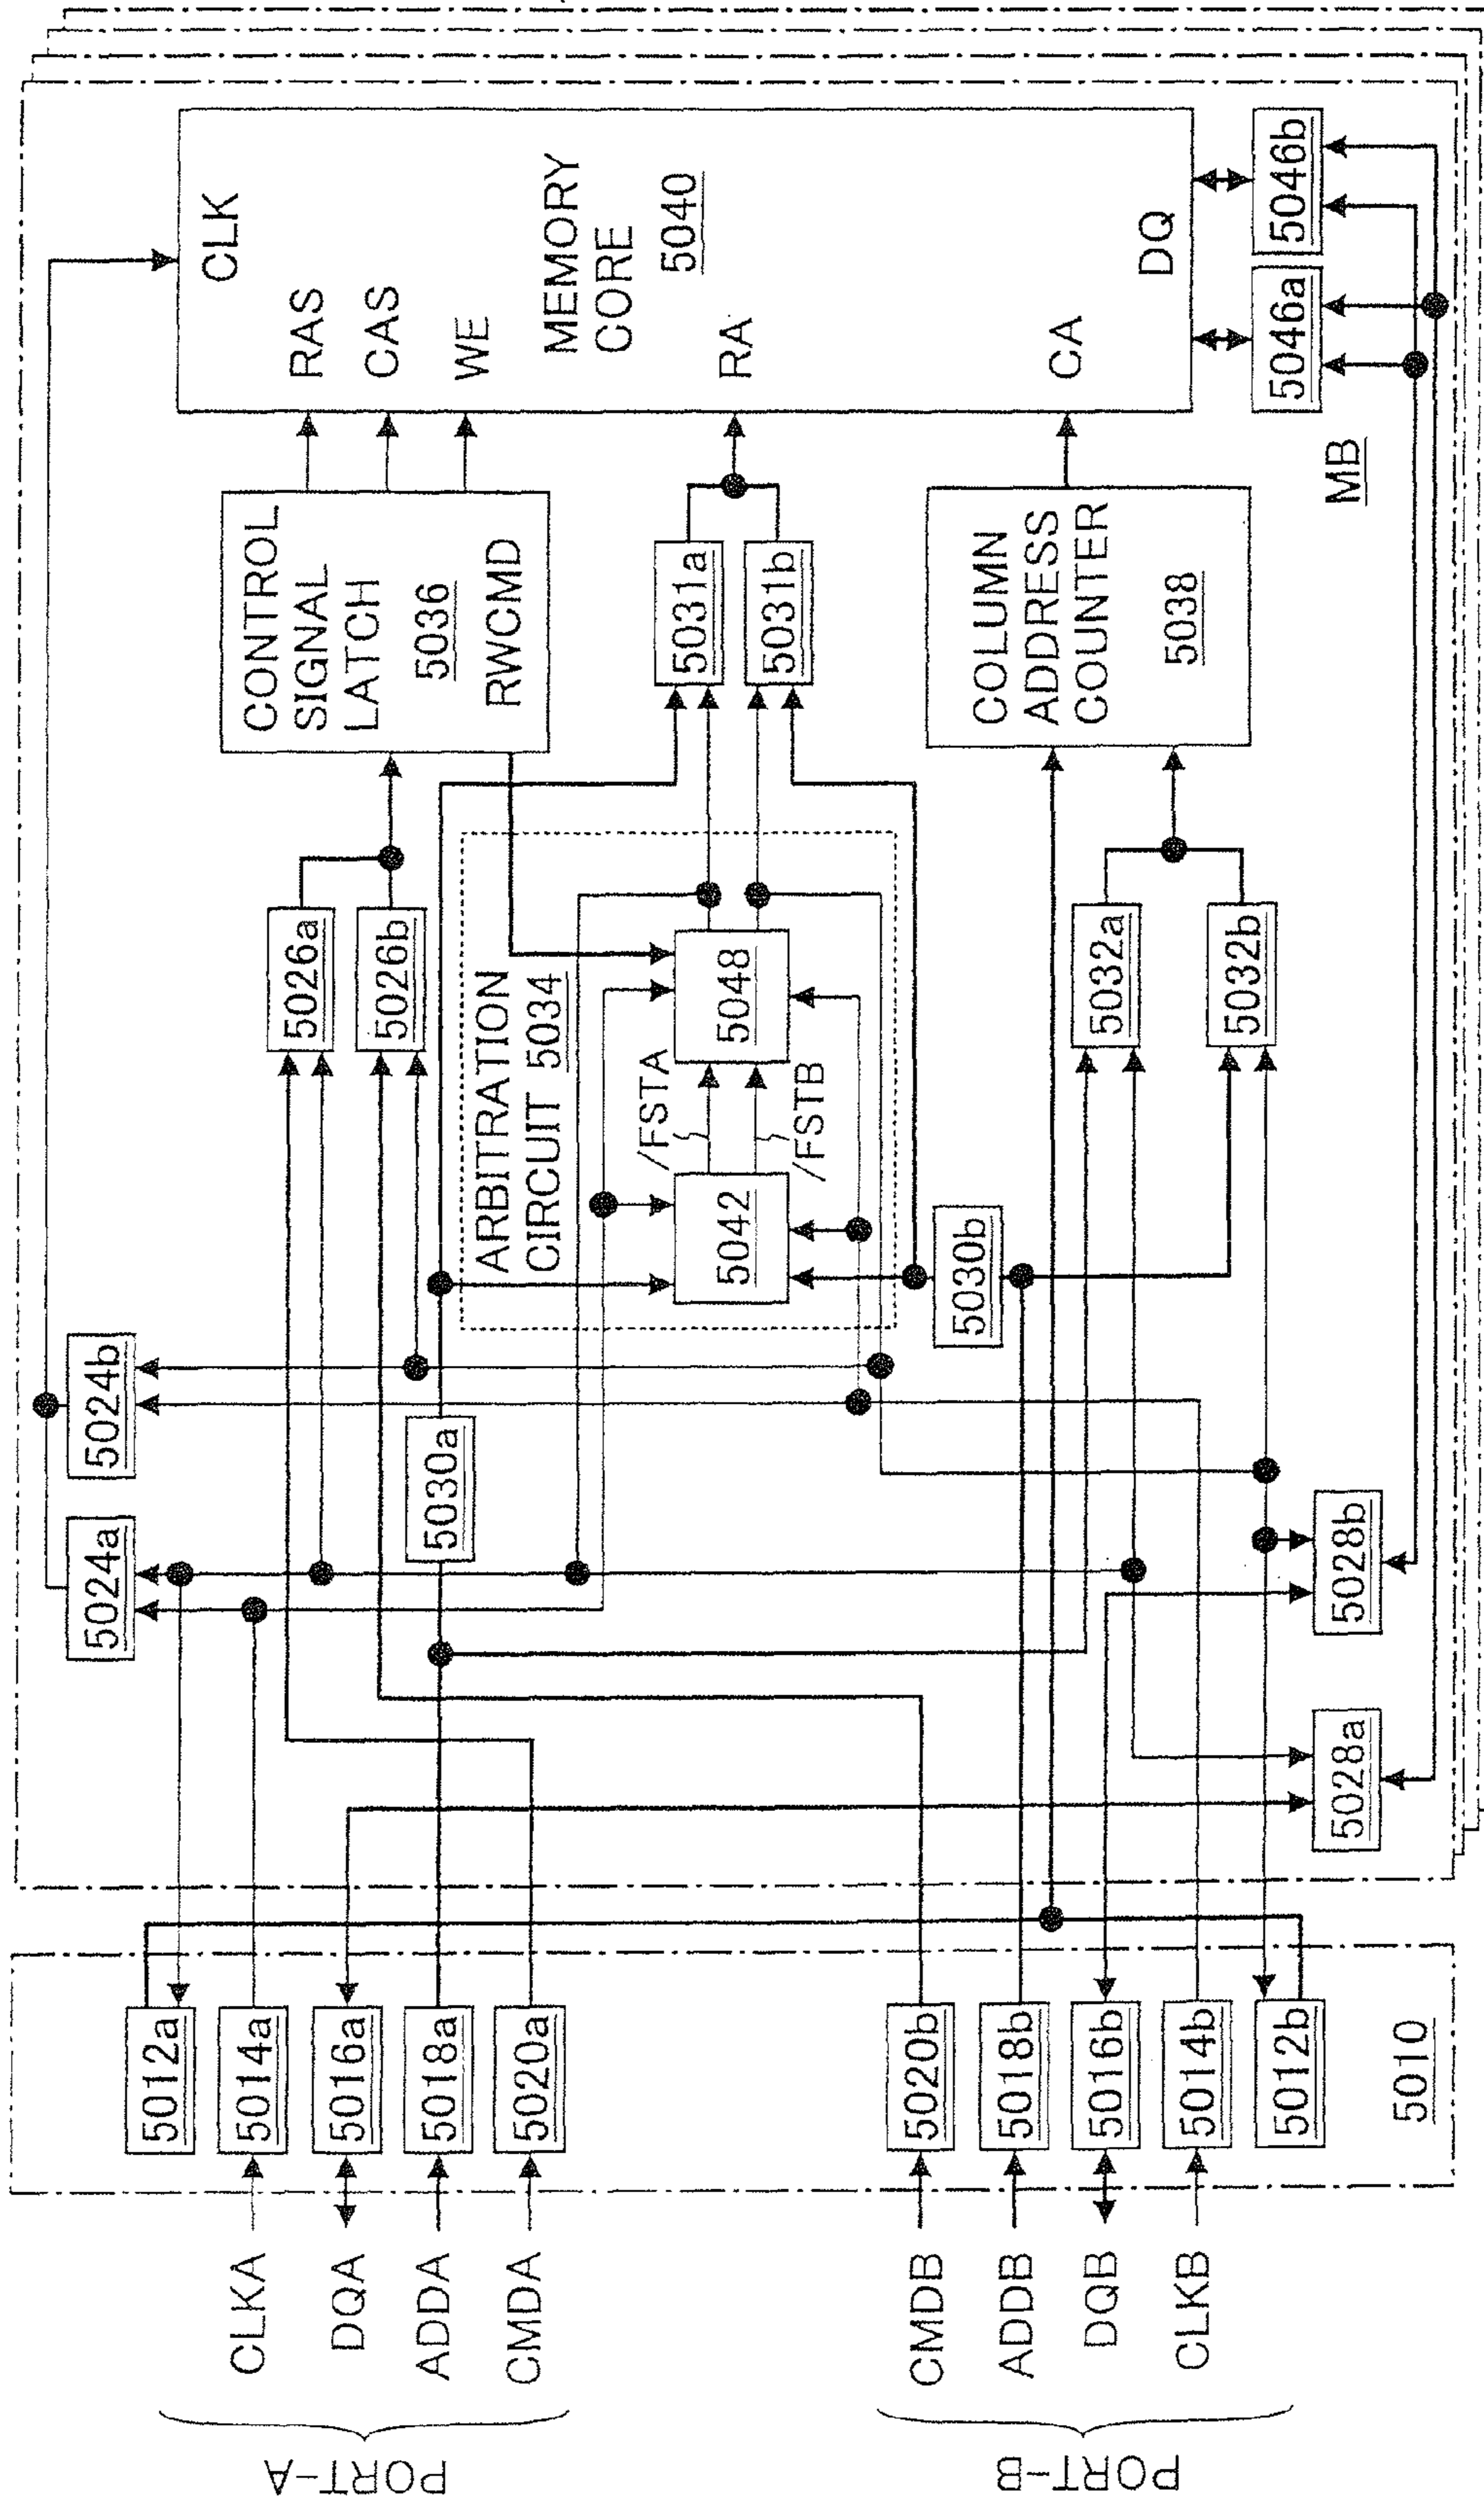 PORT-A
CLKA
DQA
ADDA
CMDA
PORT-B
CMDB
ADDB
DQB
CLKB
5012a
5014a
5016a
5018a
5020a
5020b
5018b
5016b
5014b
5012b
5010
5024a
5024b
5030a
5030b
5028a
5028b
5026a
5026b
ARBITRATION
CIRCUIT 5034
5042
/FSTA
/FSTB
5048
5032a
5032b
CONTROL
SIGNAL
LATCH
5036
RWCMD
5031a
5031b
COLUMN
ADDRESS
COUNTER
5038
CLK
RAS
CAS
WE
MEMORY
CORE
5040
RA
CA
DQ
5046a
5046b
MB